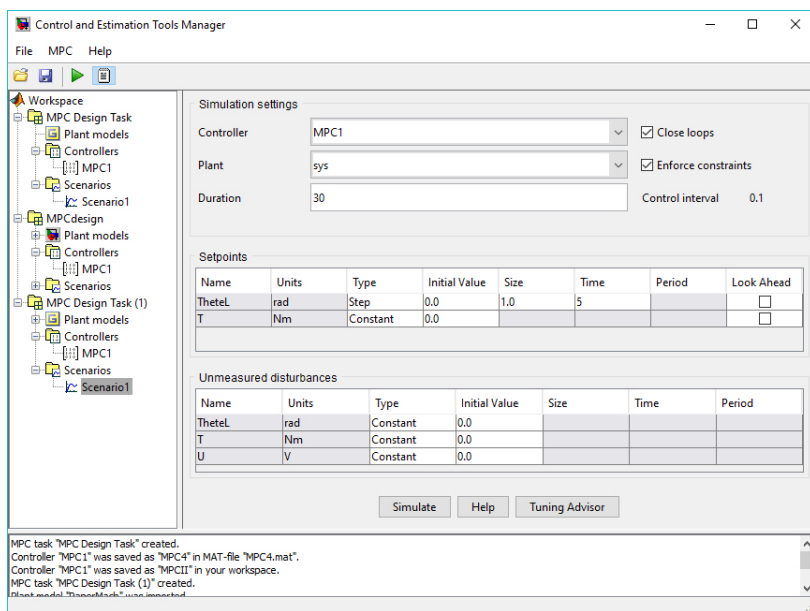 Control and Estimation Tools Manager
File MPC Help
Workspace
MPC Design Task
Plant models
Controllers
MPC1
Scenarios
Scenario1
MPCdesign
Plant models
Controllers
MPC1
Scenarios
MPC Design Task (1)
Plant models
Controllers
MPC1
Scenarios
Scenario1
Simulation settings
Controller MPC1 Close loops
Plant sys Enforce constraints
Duration 30 Control interval 0.1
Setpoints
Name Units Type Initial Value Size Time Period Look Ahead
ThetaL rad Step 0.0 1.0 5
T Nm Constant 0.0
Unmeasured disturbances
Name Units Type Initial Value Size Time Period
ThetaL rad Constant 0.0
T Nm Constant 0.0
U V Constant 0.0
Simulate Help Tuning Advisor
MPC task "MPC Design Task" created.
Controller "MPC1" was saved as "MPC4" in MAT-file "MPC4.mat".
Controller "MPC1" was saved as "MPCII" in your workspace.
MPC task "MPC Design Task (1)" created.
Plant model "PaperMach" was imported